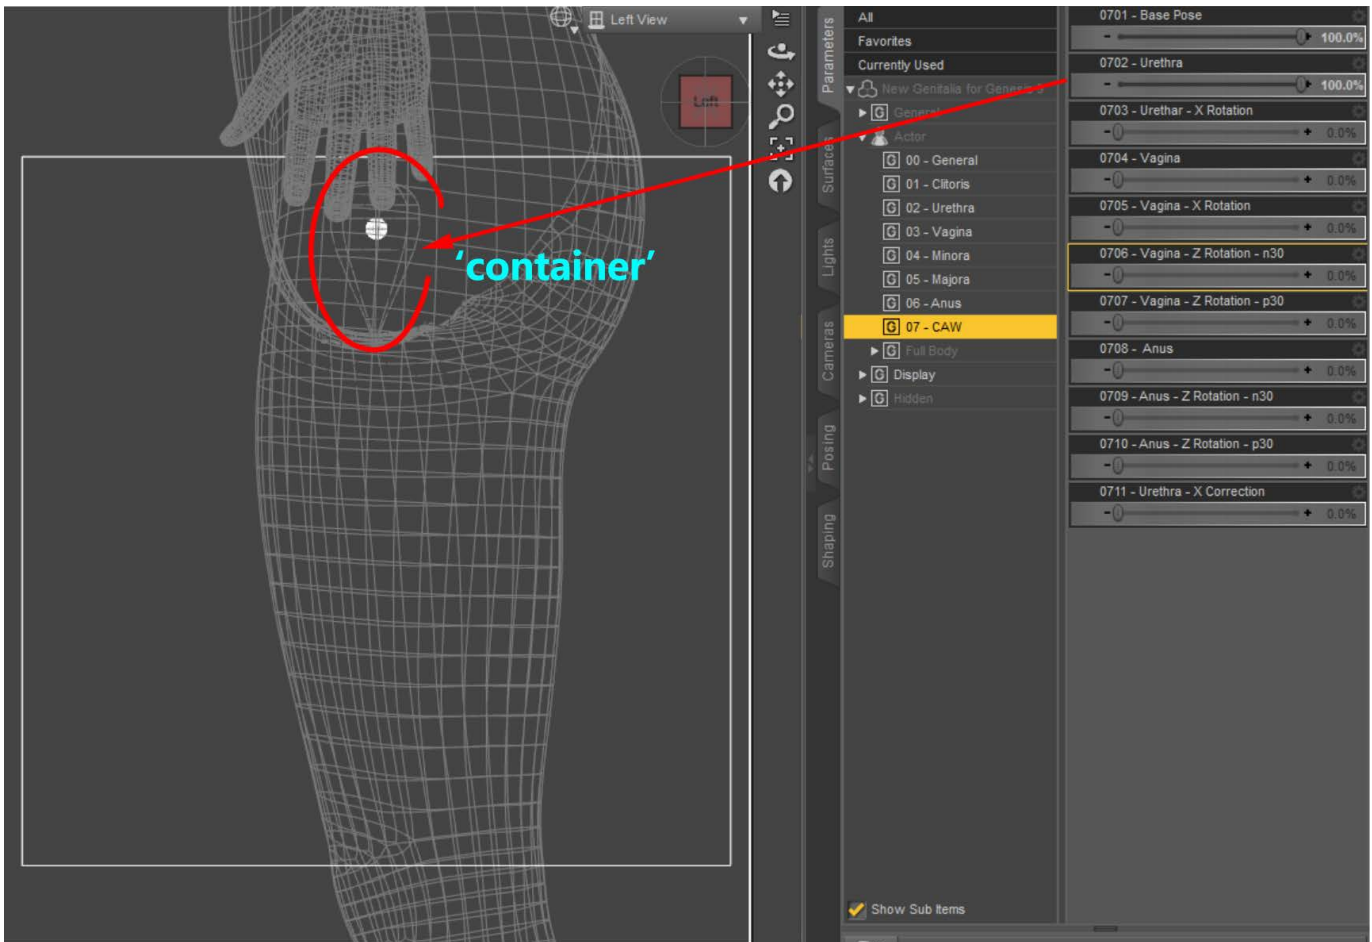 Left View
Left
'container'
Parameters
Surfaces
Lights
Cameras
Posing
Shaping
All
Favorites
Currently Used
New Genitalia for Genesis
General
Actor
00 - General
01 - Clitoris
02 - Urethra
03 - Vagina
04 - Minora
05 - Majora
06 - Anus
07 - CAW
Full Body
Display
Hidden
Show Sub Items
0701 - Base Pose
100.0%
0702 - Urethra
100.0%
0703 - Urethar - X Rotation
0.0%
0704 - Vagina
0.0%
0705 - Vagina - X Rotation
0.0%
0706 - Vagina - Z Rotation - n30
0.0%
0707 - Vagina - Z Rotation - p30
0.0%
0708 - Anus
0.0%
0709 - Anus - Z Rotation - n30
0.0%
0710 - Anus - Z Rotation - p30
0.0%
0711 - Urethra - X Correction
0.0%